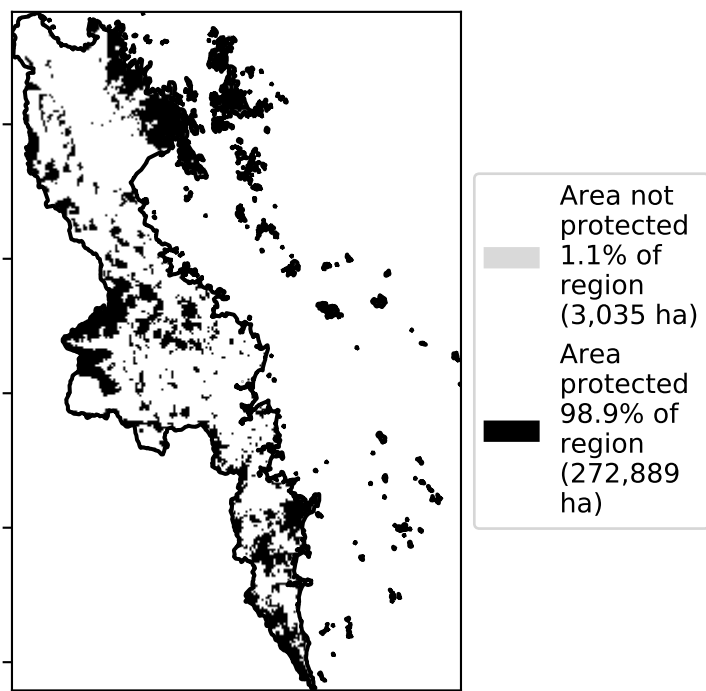 Area not
protected
1.1% of
region
(3,035 ha)
Area
protected
98.9% of
region
(272,889
ha)